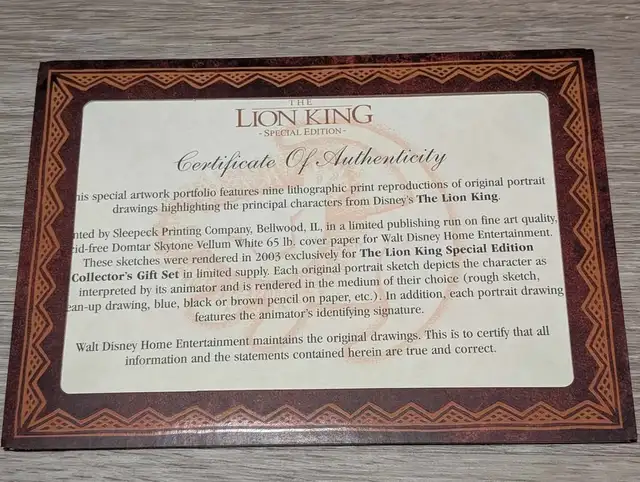 THE
LION KING
- SPECIAL EDITION -
Certificate Of Authenticity
his special artwork portfolio features nine lithographic print reproductions of original portrait
drawings highlighting the principal characters from Disney's The Lion King.
nted by Sleepeck Printing Company, Bellwood, IL, in a limited publishing run on fine art quality,
cid-free Domtar Skytone Vellum White 65 lb. cover paper for Walt Disney Home Entertainment.
These sketches were rendered in 2003 exclusively for The Lion King Special Edition
Collector's Gift Set in limited supply. Each original portrait sketch depicts the character as
interpreted by its animator and is rendered in the medium of their choice (rough sketch,
ean-up drawing, blue, black or brown pencil on paper, etc.). In addition, each portrait drawing
features the animator's identifying signature.
Walt Disney Home Entertainment maintains the original drawings. This is to certify that all
information and the statements contained herein are true and correct.